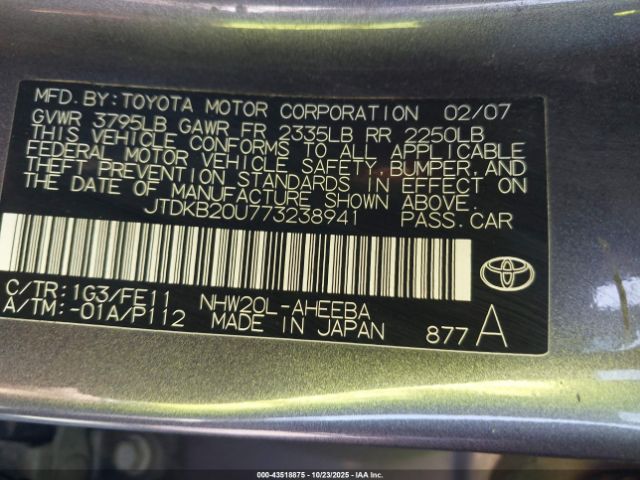 MFD. BY: TOYOTA MOTOR CORPORATION 02/07
GVWR 3795LB GAWR FR 2335LB RR 2250LB
THIS VEHICLE CONFORMS TO ALL APPLICABLE
FEDERAL MOTOR VEHICLE SAFETY, BUMPER, AND
THEFT PREVENTION STANDARDS IN EFFECT ON
THE DATE OF MANUFACTURE SHOWN ABOVE.
JTDKB20U773238941 PASS. CAR
C/TR: 1G3/FE11 NHW20L-AHEEBA
A/TM: -01A/P112 MADE IN JAPAN 877 A
000-43518875 - 10/23/2025 - IAA Inc.